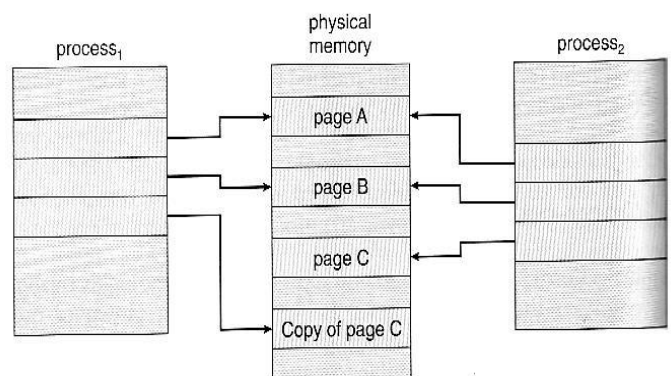 process₁
physical
memory
process₂
page A
page B
page C
Copy of page C